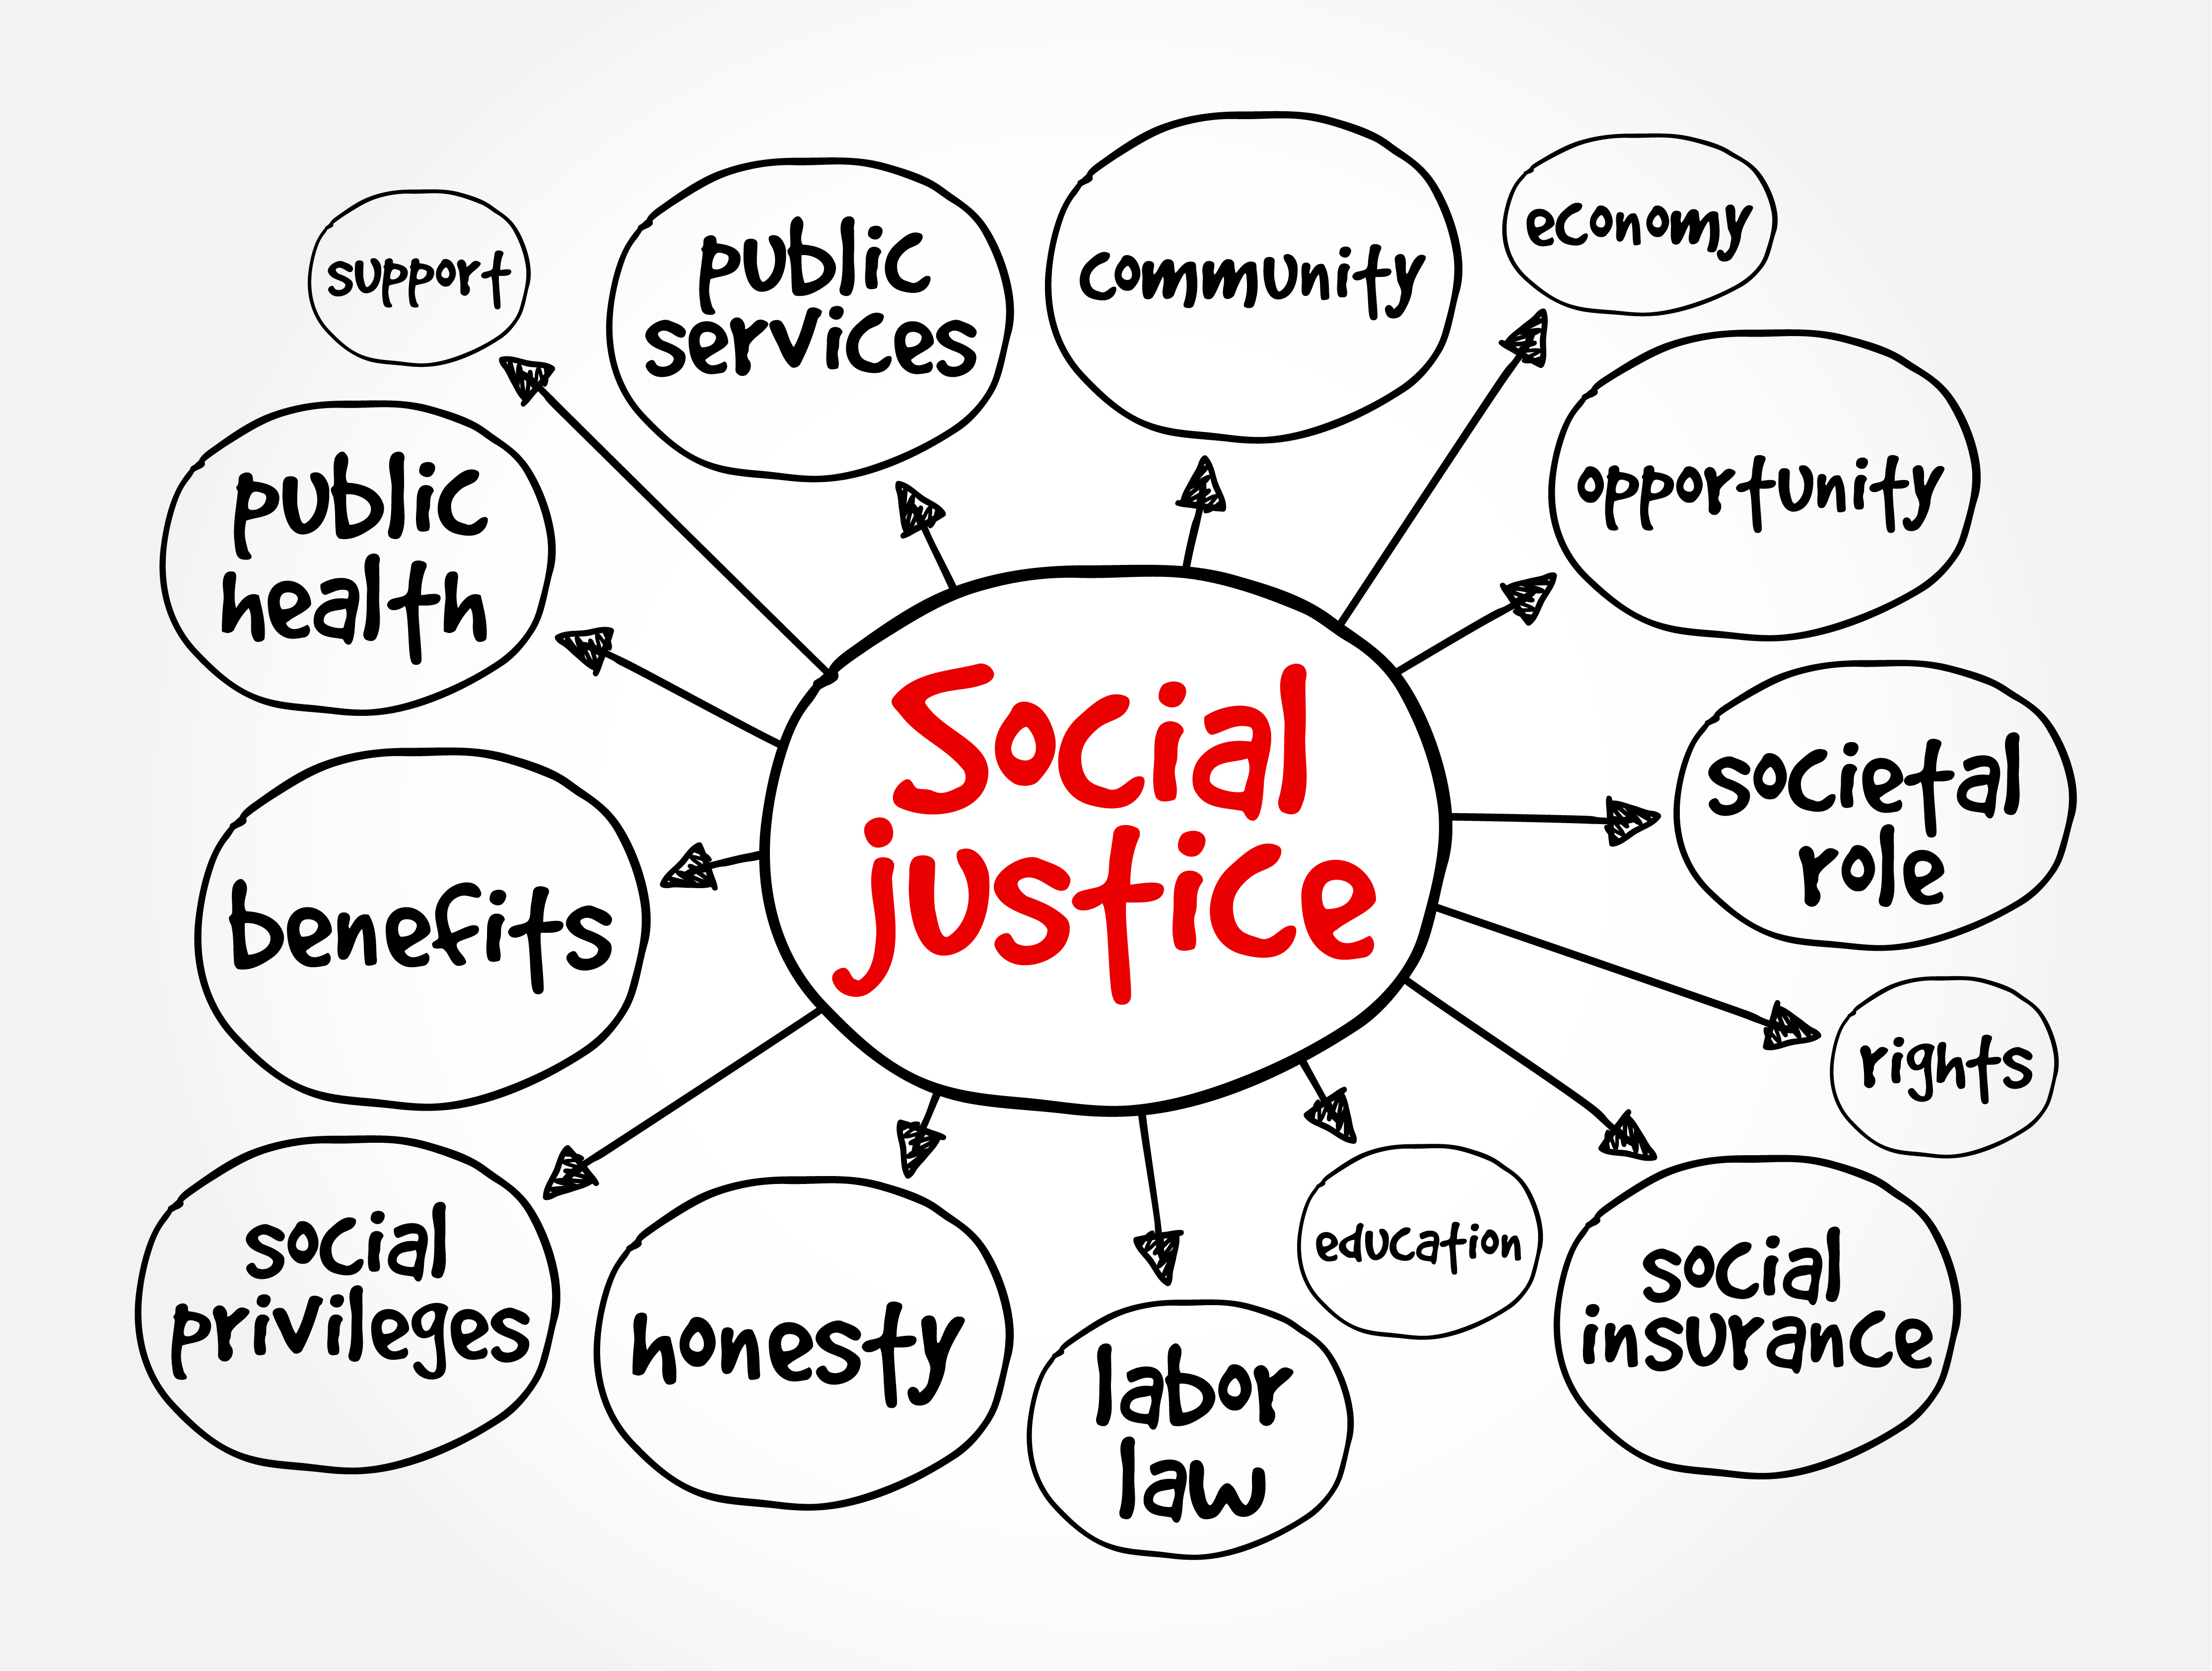 support
public
services
community
economy
public
health
opportunity
Social
justice
societal
role
benefits
rights
social
privileges
honesty
labor
law
education
social
insurance